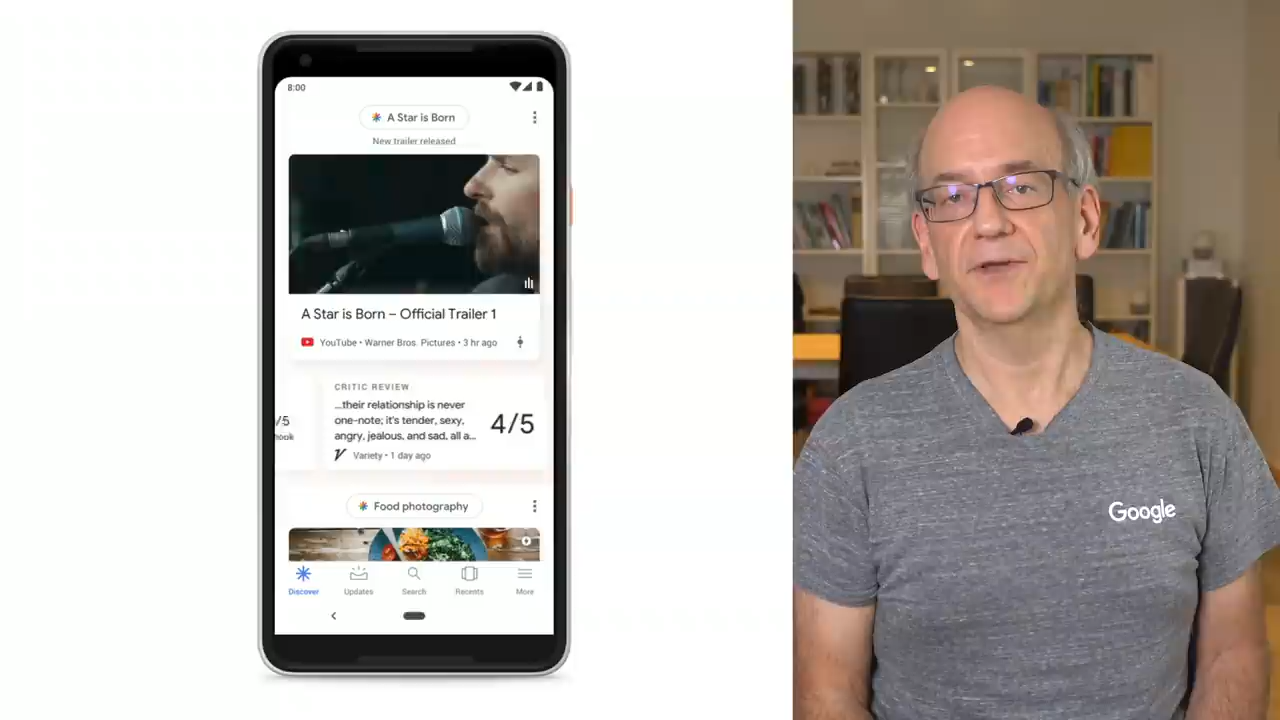 8:00
A Star is Born
New trailer released
A Star is Born – Official Trailer 1
YouTube • Warner Bros. Pictures • 3 hr ago
CRITIC REVIEW
...their relationship is never
one-note; it's tender, sexy,
angry, jealous, and sad, all a...
4/5
/5
Variety • 1 day ago
Food photography
Discover
Updates
Search
Recents
More
Google